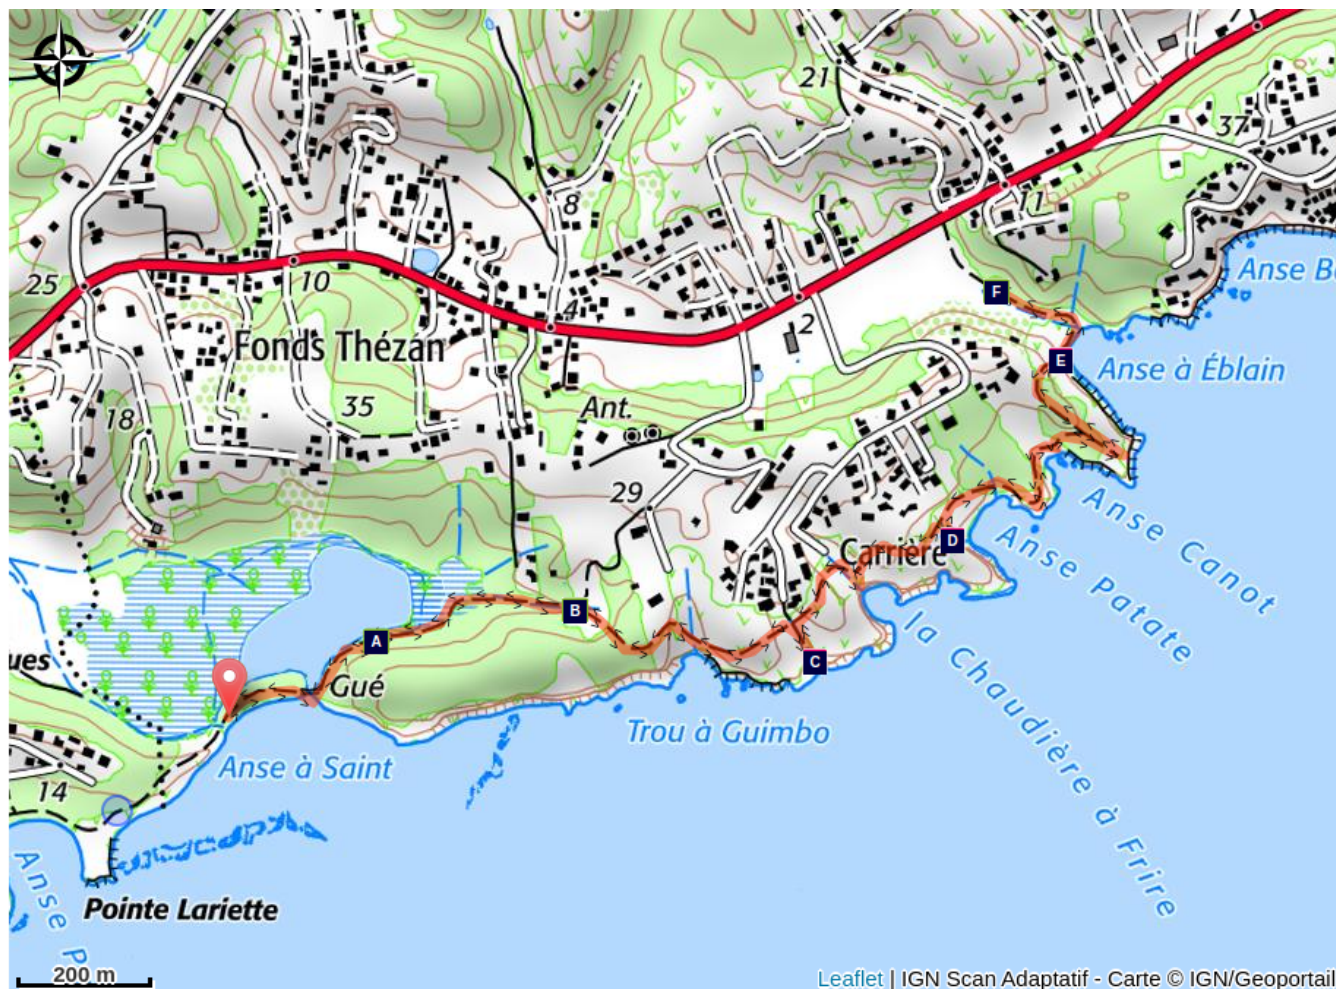 21
37
8
11
Anse B
25
10
F
4
2
Fonds Thézan
E
Anse à Éblain
35
Ant.
18
29
Anse Canot
D
Carrière
Anse Patate
B
A
ues
C
la Chaudière à Frire
Gué
Trou à Guimbo
Anse à Saint
14
Anse P
Pointe Lariette
200 m
Leaflet | IGN Scan Adaptatif - Carte © IGN/Geoportail